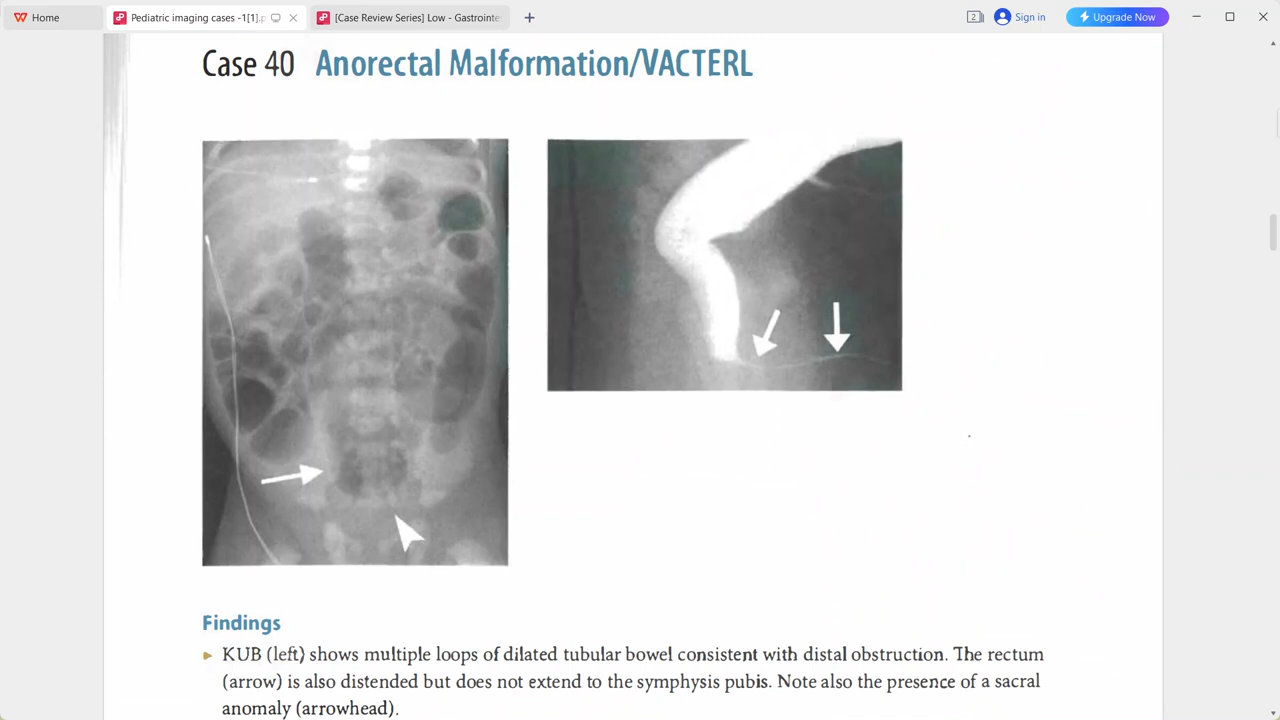 Home
Pediatric imaging cases -1[1].p
[Case Review Series] Low - Gastrointe
2
Sign in
Upgrade Now
Case 40 Anorectal Malformation/VACTERL
Findings
KUB (left) shows multiple loops of dilated tubular bowel consistent with distal obstruction. The rectum
(arrow) is also distended but does not extend to the symphysis pubis. Note also the presence of a sacral
anomaly (arrowhead).